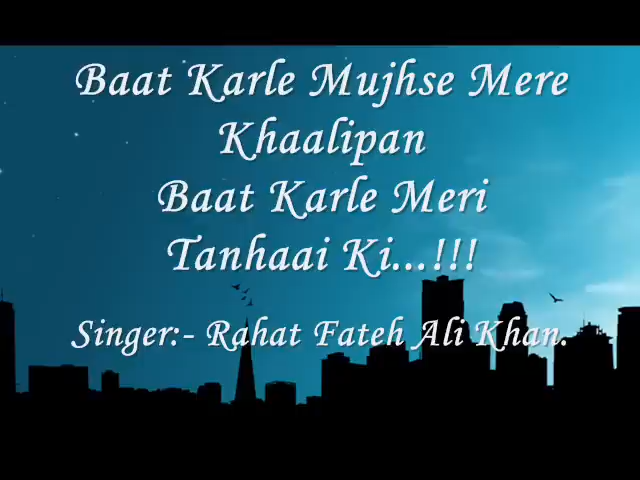 Baat Karle Mujhse Mere
Khaalipan
Baat Karle Meri
Tanhaai Ki...!!!
Singer:- Rahat Fateh Ali Khan.